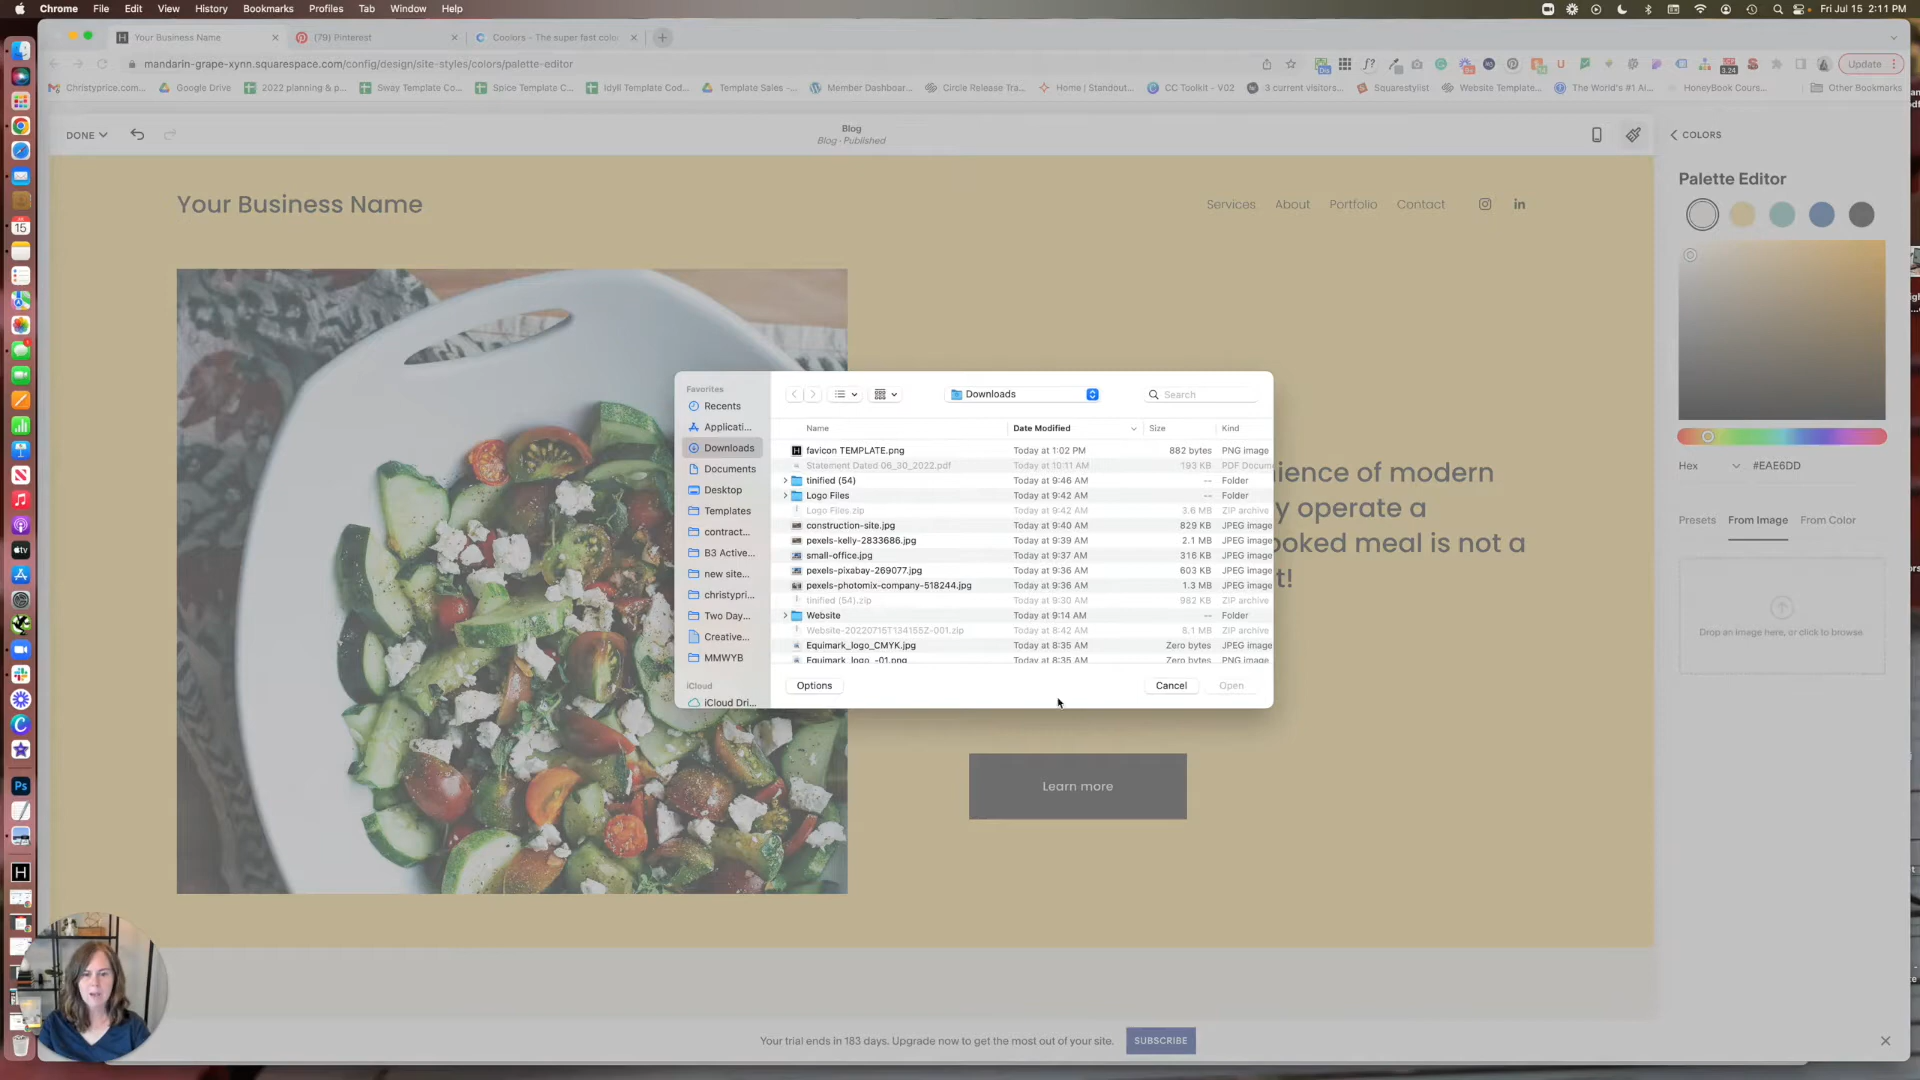 Chrome File Edit View History Bookmarks Profiles Tab Window Help
Fri Jul 15 2:11 PM
Your Business Name
(79) Pinterest
Coolors - The super fast color
mandarin-grape-xynn.squarespace.com/config/design/site-styles/colors/palette-editor
Update
Christyprice.com...
Google Drive
2022 planning & p...
Sway Template Co...
Spice Template C...
Idyll Template Cod...
Template Sales -...
Member Dashboar...
Circle Release Tra...
Home | Standout...
CC Toolkit - V02
3 current visitors...
Squarestylist
Website Template...
The World's #1 Al...
HoneyBook Cours...
Other Bookmarks
DONE
Blog
Blog · Published
COLORS
Your Business Name
Services About Portfolio Contact
Palette Editor
Hex #EAE6DD
Presets From Image From Color
Drop an image here, or click to browse
Favorites
Recents
Applicati...
Downloads
Documents
Desktop
Templates
contract...
B3 Active...
new site...
christypri...
Two Day...
Creative...
MMWYB
iCloud
iCloud Dri...
Downloads
Search
Name Date Modified Size Kind
favicon TEMPLATE.png Today at 1:02 PM 882 bytes PNG image
Statement Dated 06_30_2022.pdf Today at 10:11 AM 193 KB PDF Docum
tinified (54) Today at 9:46 AM -- Folder
Logo Files Today at 9:42 AM -- Folder
Logo Files.zip Today at 9:42 AM 3.6 MB ZIP archive
construction-site.jpg Today at 9:40 AM 829 KB JPEG image
pexels-kelly-2833686.jpg Today at 9:39 AM 2.1 MB JPEG image
small-office.jpg Today at 9:37 AM 316 KB JPEG image
pexels-pixabay-269077.jpg Today at 9:36 AM 603 KB JPEG image
pexels-photomix-company-518244.jpg Today at 9:36 AM 1.3 MB JPEG image
tinified (54).zip Today at 9:30 AM 982 KB ZIP archive
Website Today at 9:14 AM -- Folder
Website-20220715T134155Z-001.zip Today at 8:42 AM 8.1 MB ZIP archive
Equimark_logo_CMYK.jpg Today at 8:35 AM Zero bytes JPEG image
Equimark_logo_-01.png Today at 8:35 AM Zero bytes PNG image
Options
Cancel
Open
nience of modern
y operate a
ooked meal is not a
t!
Learn more
Your trial ends in 183 days. Upgrade now to get the most out of your site.
SUBSCRIBE